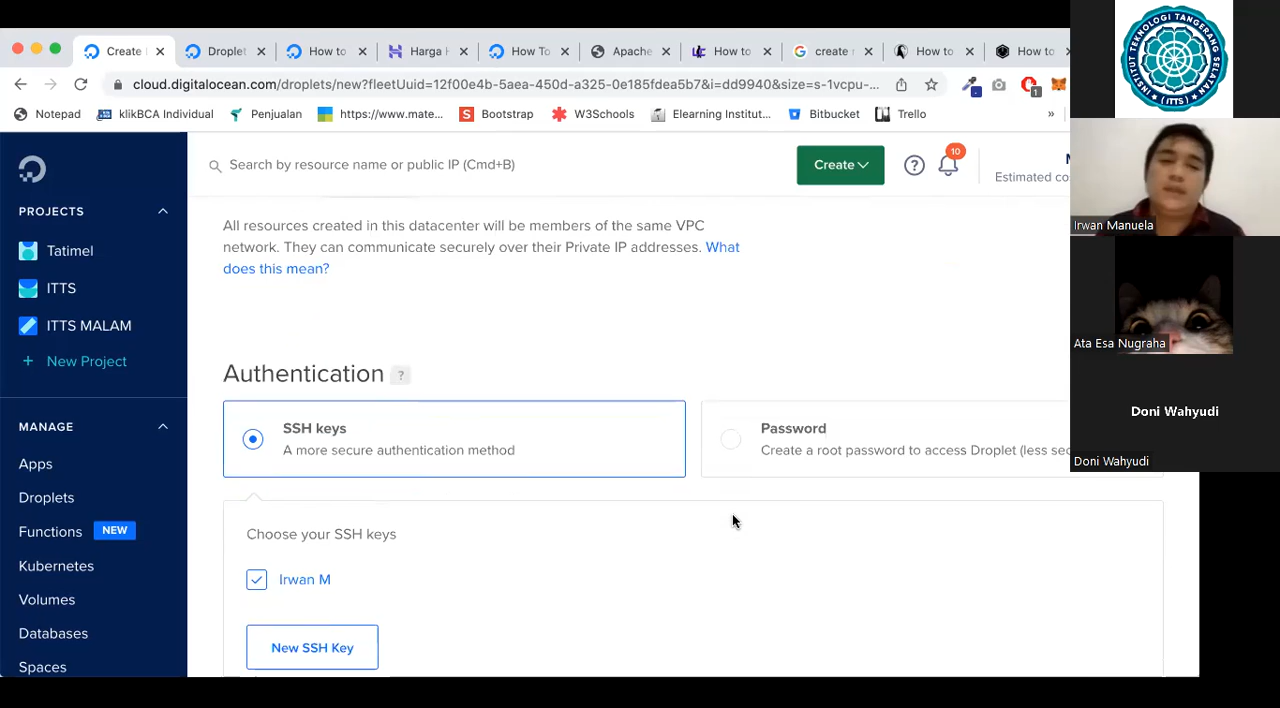 Create
Droplet
How to
Harga H
How To
Apache
How to
create
How to
How to
cloud.digitalocean.com/droplets/new?fleetUuid=12f0604b-5aea-450d-a325-0e185fdea5b7&i=dd9940&size=s-1vcpu-...
Notepad
klikBCA Individual
Penjualan
https://www.mate...
Bootstrap
W3Schools
Elearning Institut...
Bitbucket
Trello
»
Search by resource name or public IP (Cmd+B)
Create
?
10
Estimated co
PROJECTS
Tatimel
ITTS
ITTS MALAM
+ New Project
MANAGE
Apps
Droplets
Functions NEW
Kubernetes
Volumes
Databases
Spaces
All resources created in this datacenter will be members of the same VPC
network. They can communicate securely over their Private IP addresses. What
does this mean?
Authentication ?
SSH keys
A more secure authentication method
Password
Create a root password to access Droplet (less sec
Choose your SSH keys
Irwan M
New SSH Key
INSTITUT TEKNOLOGI TANGERANG SELATAN
(ITTS)
Irwan Manuela
Ata Esa Nugraha
Doni Wahyudi
Doni Wahyudi